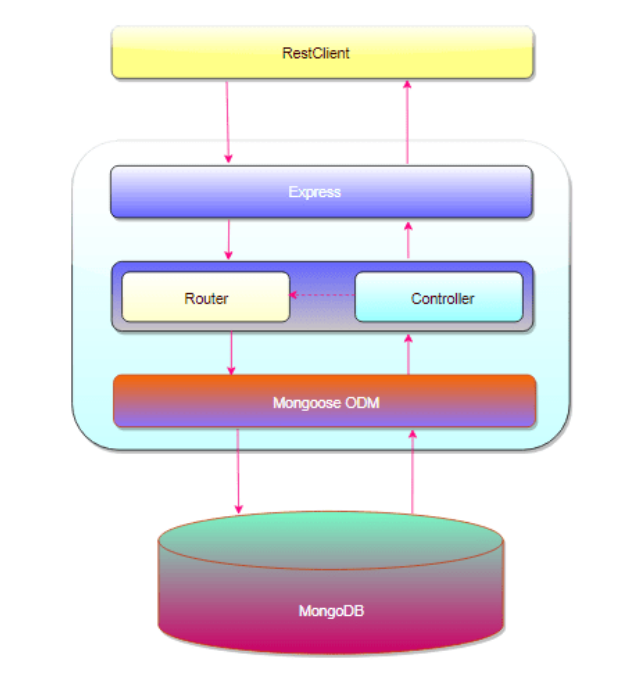 RestClient
Express
Router
Controller
Mongoose ODM
MongoDB